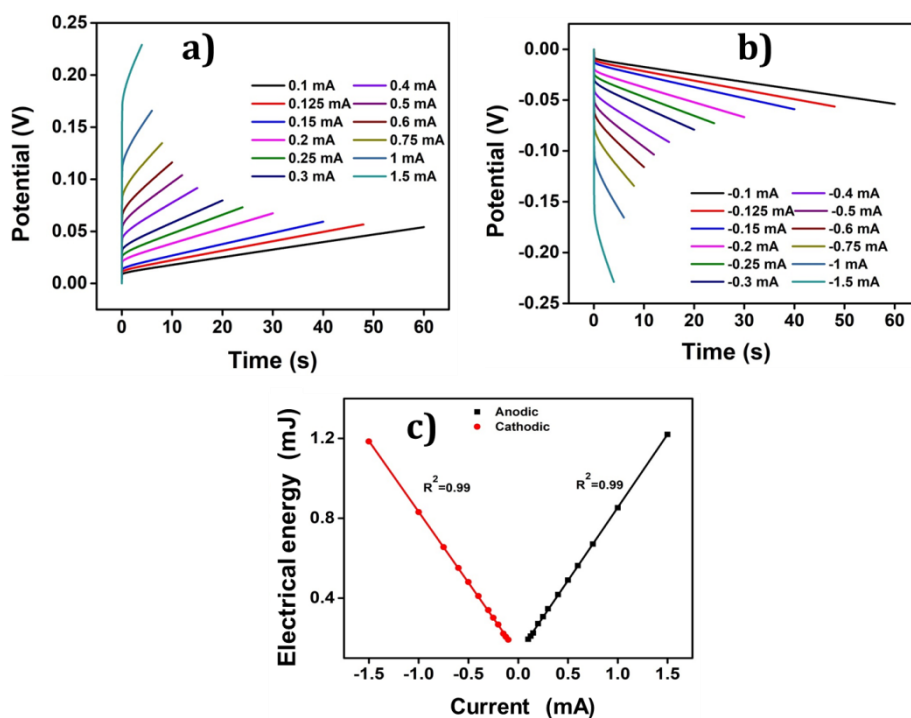 a)
0.25
0.20
0.15
0.10
0.05
0.00
Potential (V)
0.1 mA 0.4 mA
0.125 mA 0.5 mA
0.15 mA 0.6 mA
0.2 mA 0.75 mA
0.25 mA 1 mA
0.3 mA 1.5 mA
0 10 20 30 40 50 60
Time (s)
b)
0.00
-0.05
-0.10
-0.15
-0.20
-0.25
Potential (V)
-0.1 mA -0.4 mA
-0.125 mA -0.5 mA
-0.15 mA -0.6 mA
-0.2 mA -0.75 mA
-0.25 mA -1 mA
-0.3 mA -1.5 mA
0 10 20 30 40 50 60
Time (s)
c)
Anodic
Cathodic
1.2
0.8
0.4
Electrical energy (mJ)
R²=0.99 R²=0.99
-1.5 -1.0 -0.5 0.0 0.5 1.0 1.5
Current (mA)